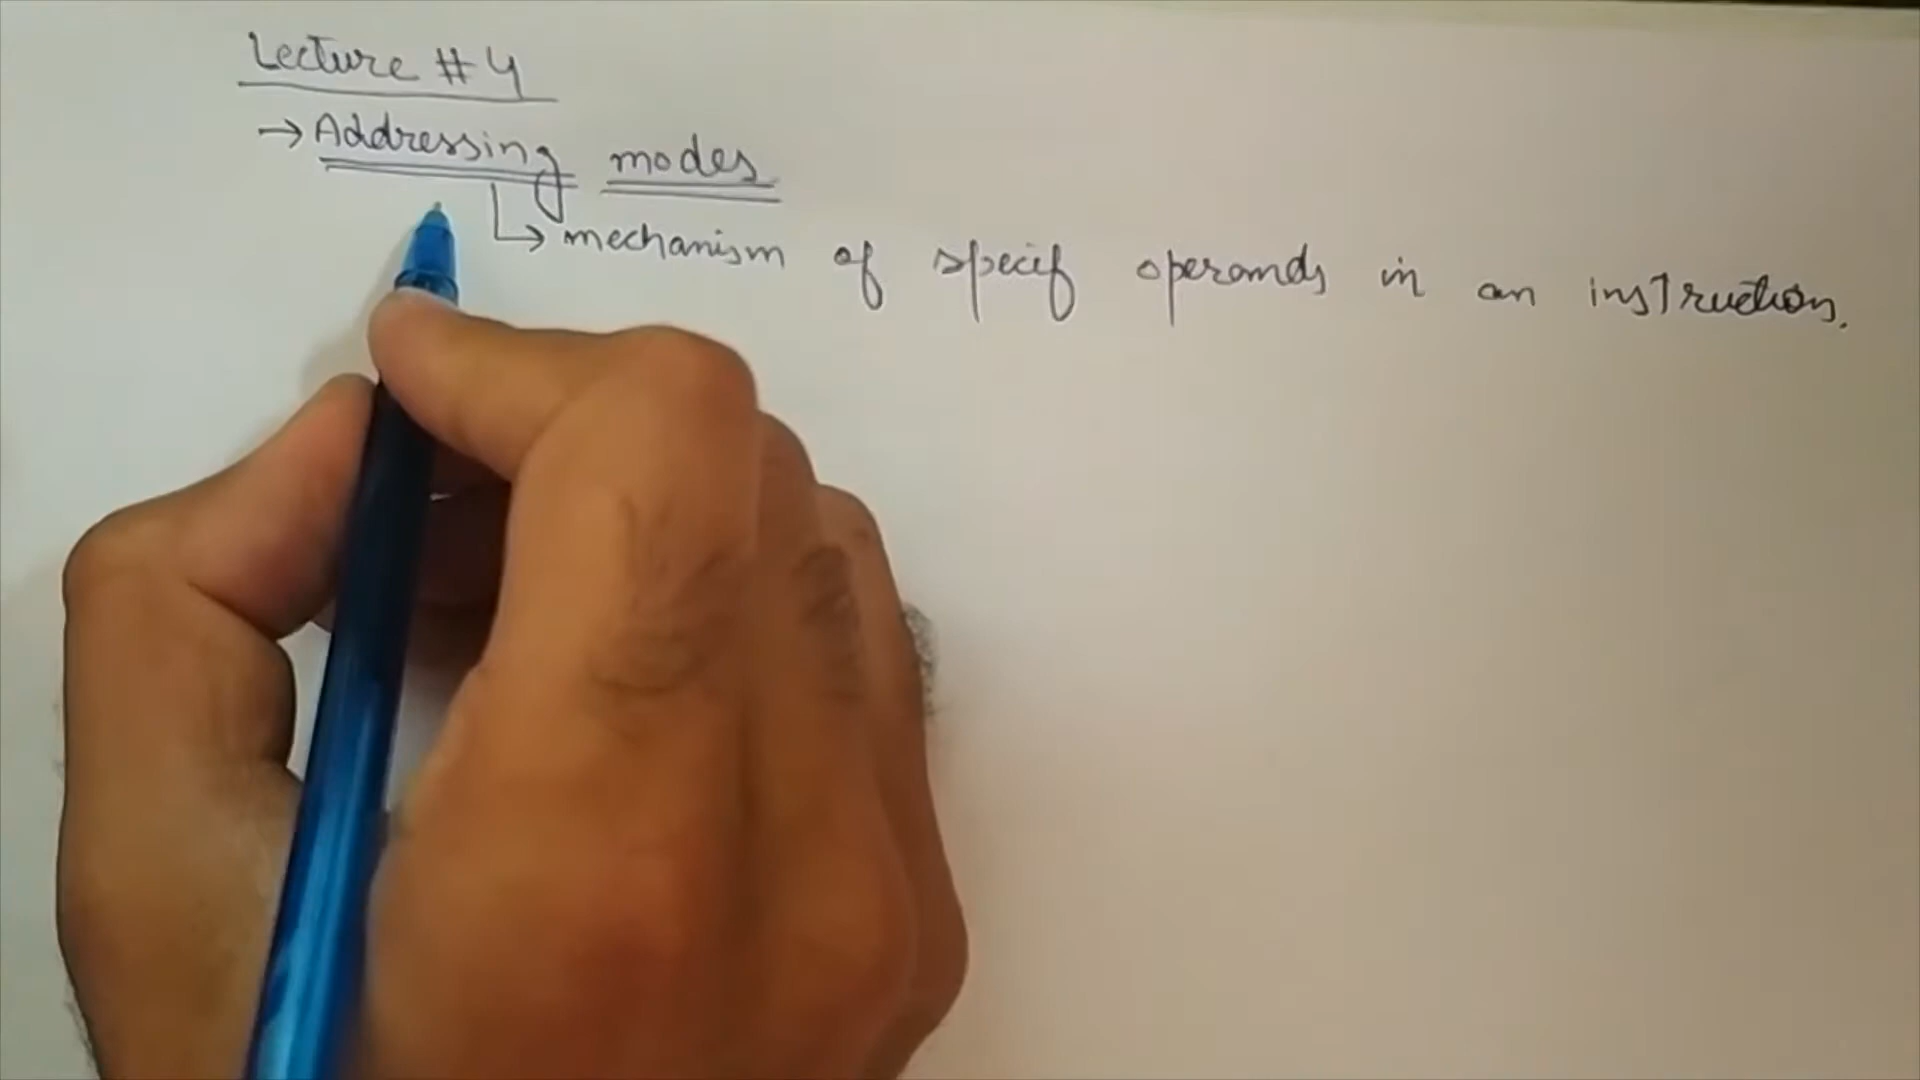 Lecture #4
→ Addressing modes
↳ mechanism of specif operands in an instruction.